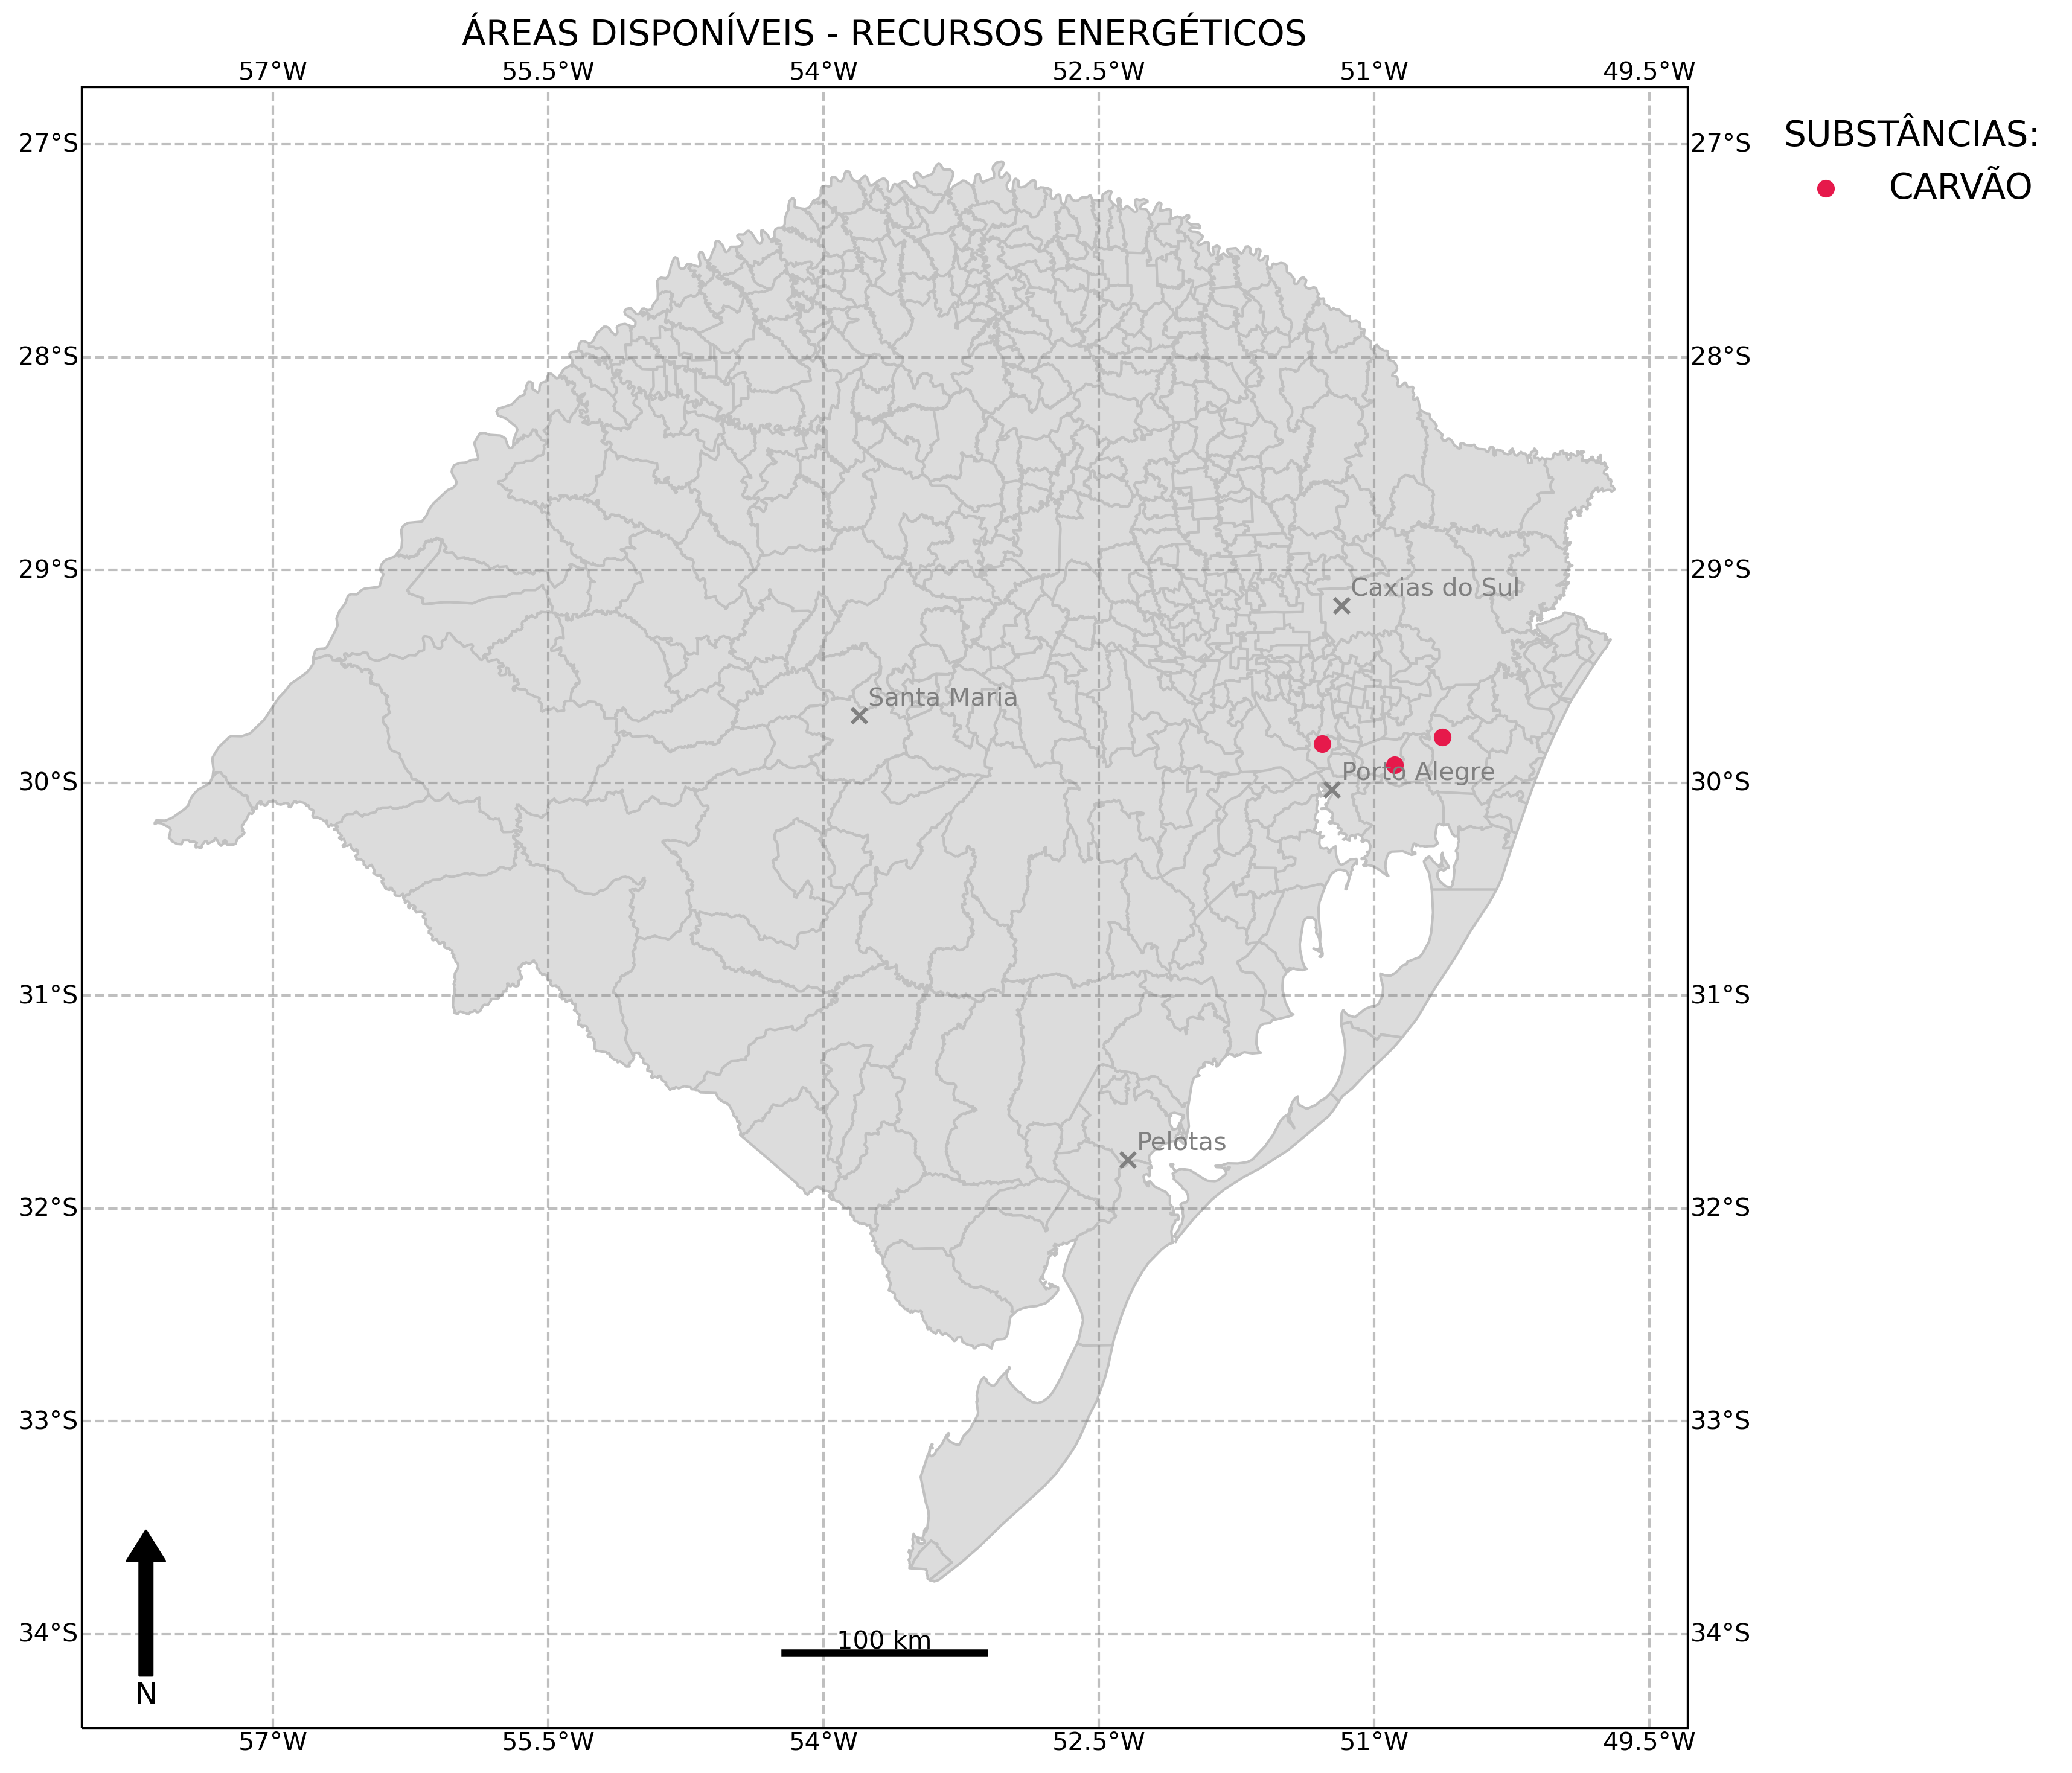 ÁREAS DISPONÍVEIS - RECURSOS ENERGÉTICOS
57°W 55.5°W 54°W 52.5°W 51°W 49.5°W
SUBSTÂNCIAS:
CARVÃO
27°S 27°S
28°S 28°S
29°S 29°S
Caxias do Sul
Santa Maria
Porto Alegre
30°S 30°S
31°S 31°S
Pelotas
32°S 32°S
33°S 33°S
34°S 34°S
100 km
N
57°W 55.5°W 54°W 52.5°W 51°W 49.5°W